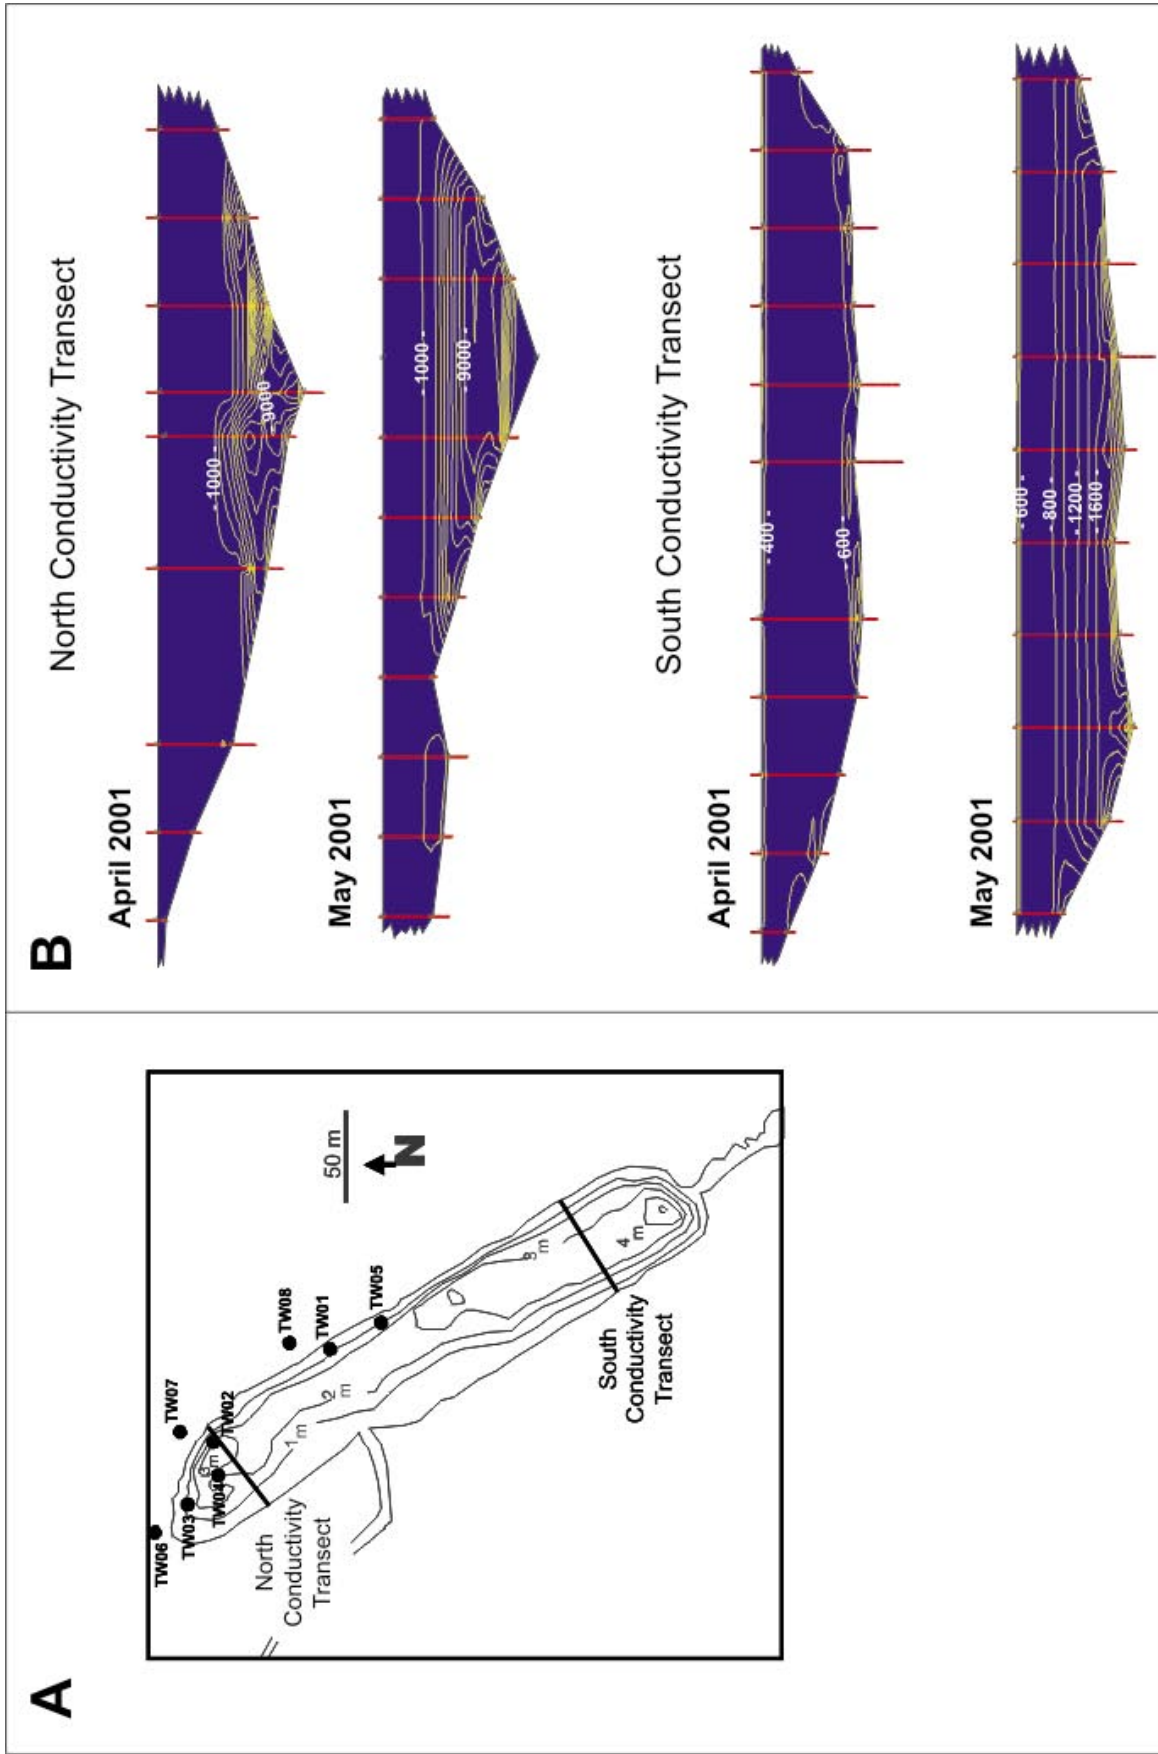 A
TW06
TW03
TW07
TW04
TW02
TW08
TW01
TW05
3
m
1 m
2
m
3
m
4
m
50 m
N
North
Conductivity
Transect
South
Conductivity
Transect
B
North Conductivity Transect
April 2001
- 1000 -
- 9000 -
May 2001
- 1000 -
- 9000 -
South Conductivity Transect
April 2001
- 400 -
- 600 -
May 2001
- 600 -
- 800 -
- 1200 -
- 1600 -